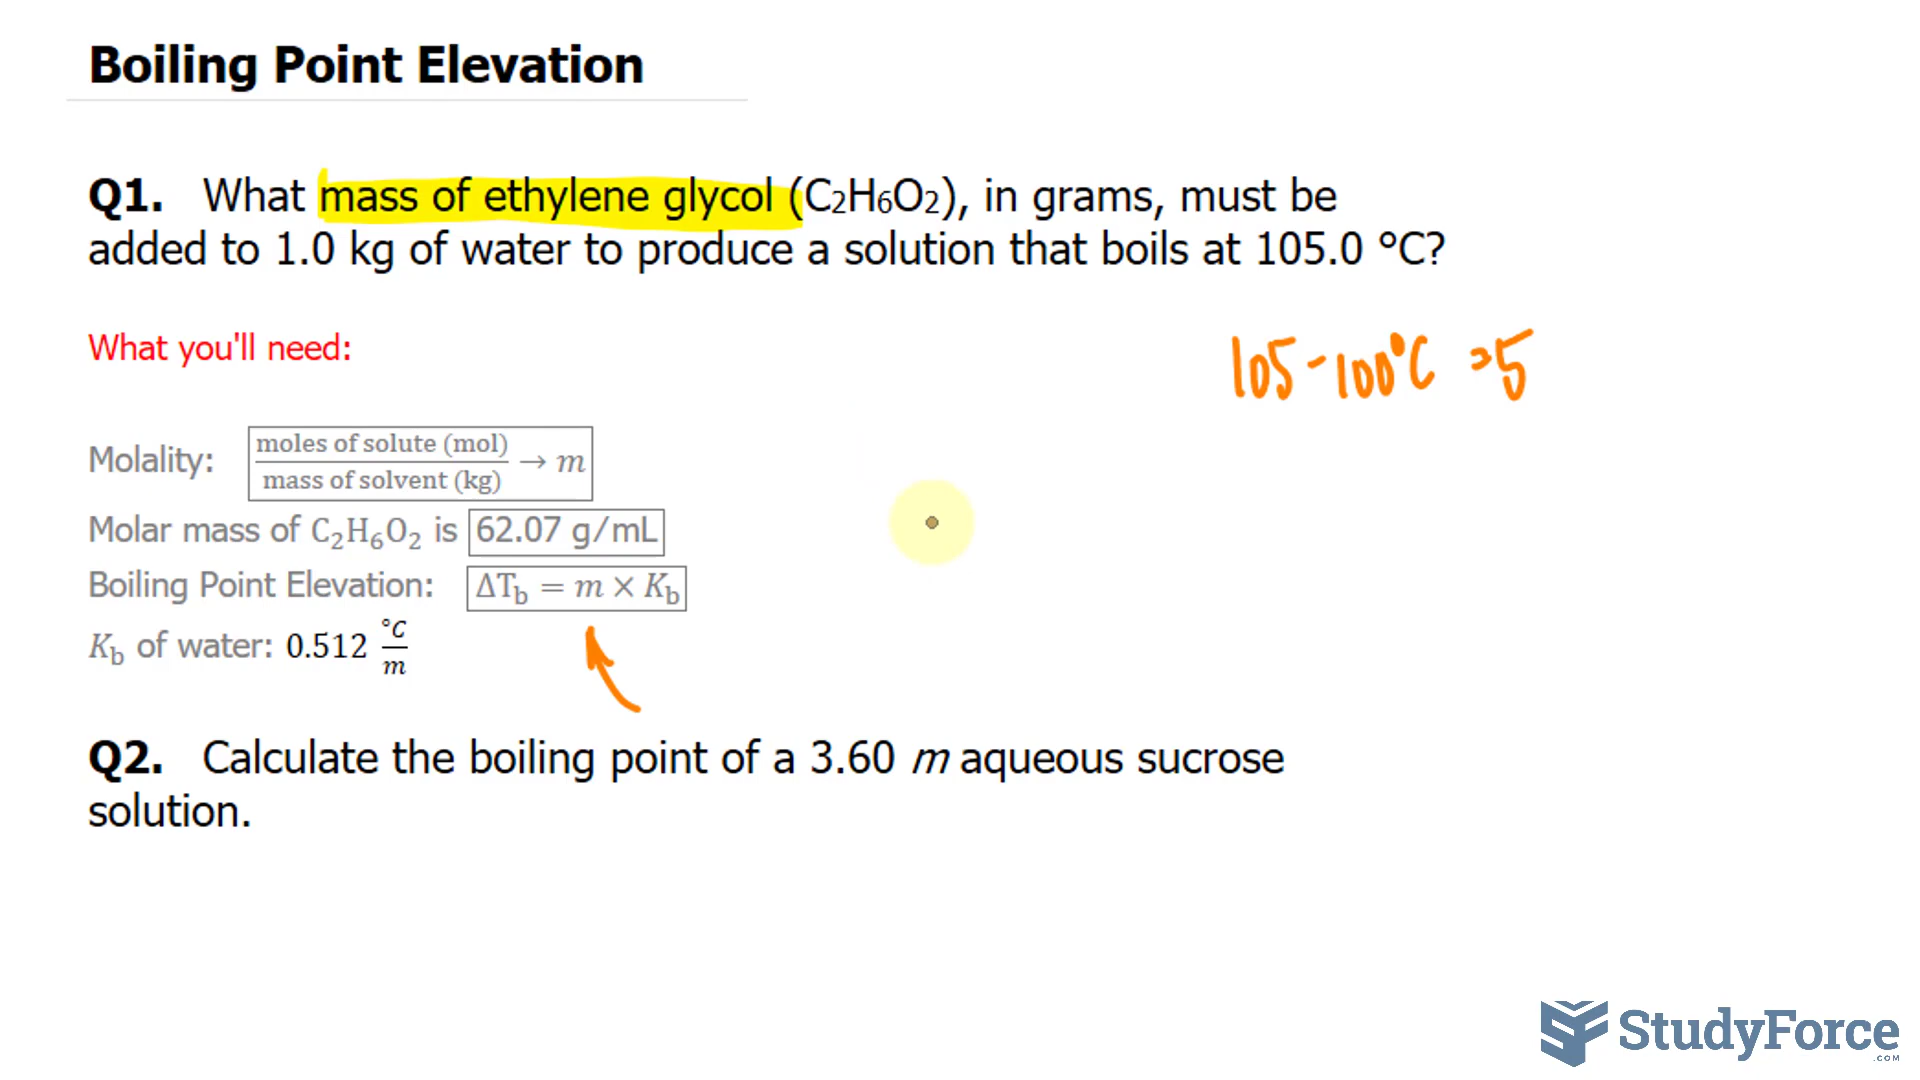 Boiling Point Elevation
Q1. What mass of ethylene glycol (C₂H₆O₂), in grams, must be
added to 1.0 kg of water to produce a solution that boils at 105.0 °C?
What you'll need:
105-100°C =5
Molality: moles of solute (mol) / mass of solvent (kg) → m
Molar mass of C₂H₆O₂ is 62.07 g/mL
Boiling Point Elevation: ΔT_b = m × K_b
K_b of water: 0.512 °C/m
Q2. Calculate the boiling point of a 3.60 m aqueous sucrose
solution.
StudyForce
.COM